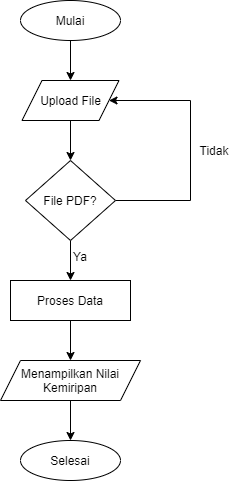 Mulai
Upload File
Tidak
File PDF?
Ya
Proses Data
Menampilkan Nilai
Kemiripan
Selesai